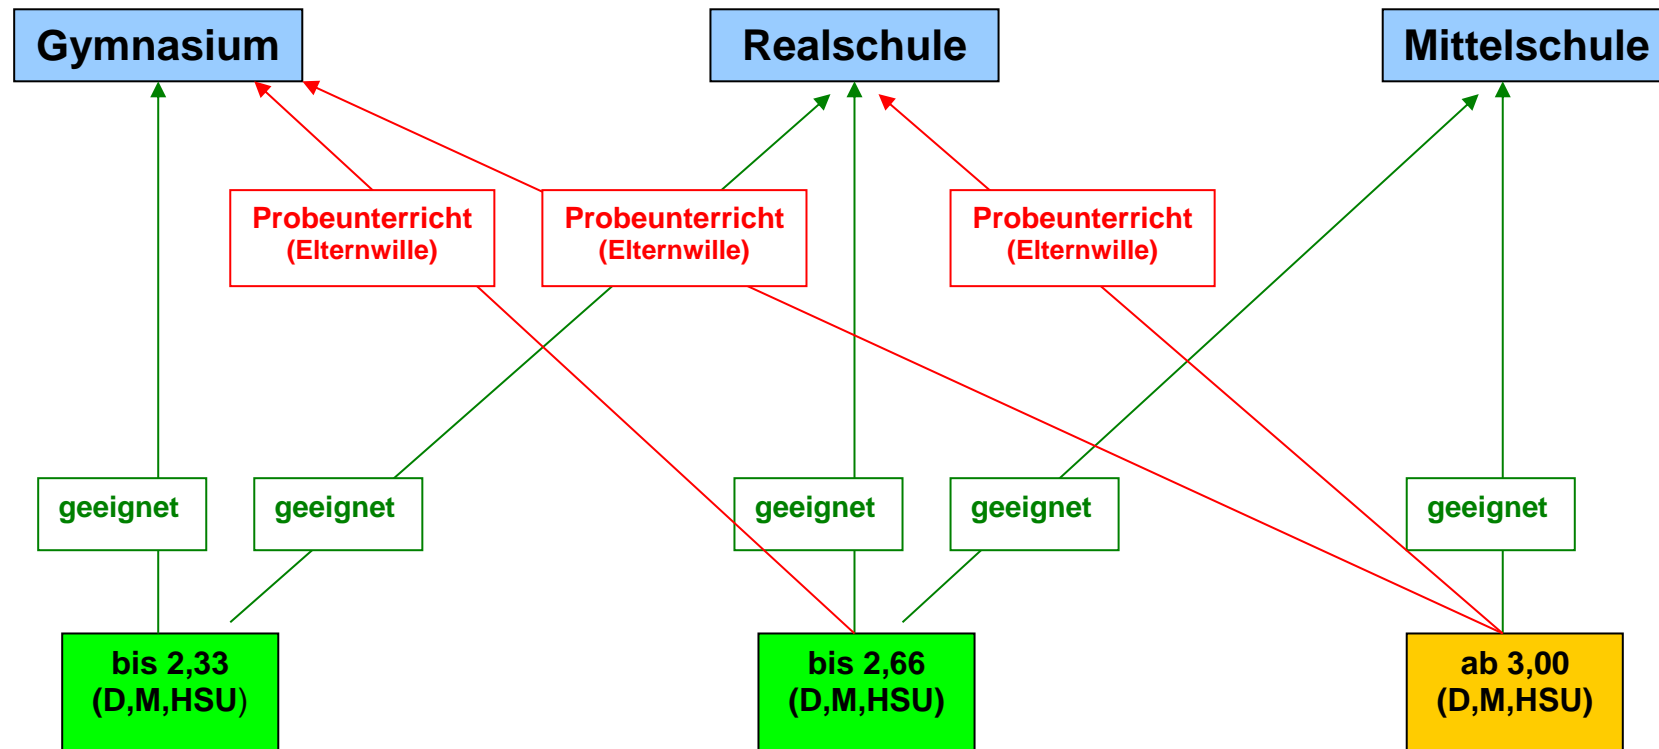 Gymnasium
Realschule
Mittelschule
Probeunterricht
(Elternwille)
Probeunterricht
(Elternwille)
Probeunterricht
(Elternwille)
geeignet
geeignet
geeignet
geeignet
geeignet
bis 2,33
(D,M,HSU)
bis 2,66
(D,M,HSU)
ab 3,00
(D,M,HSU)